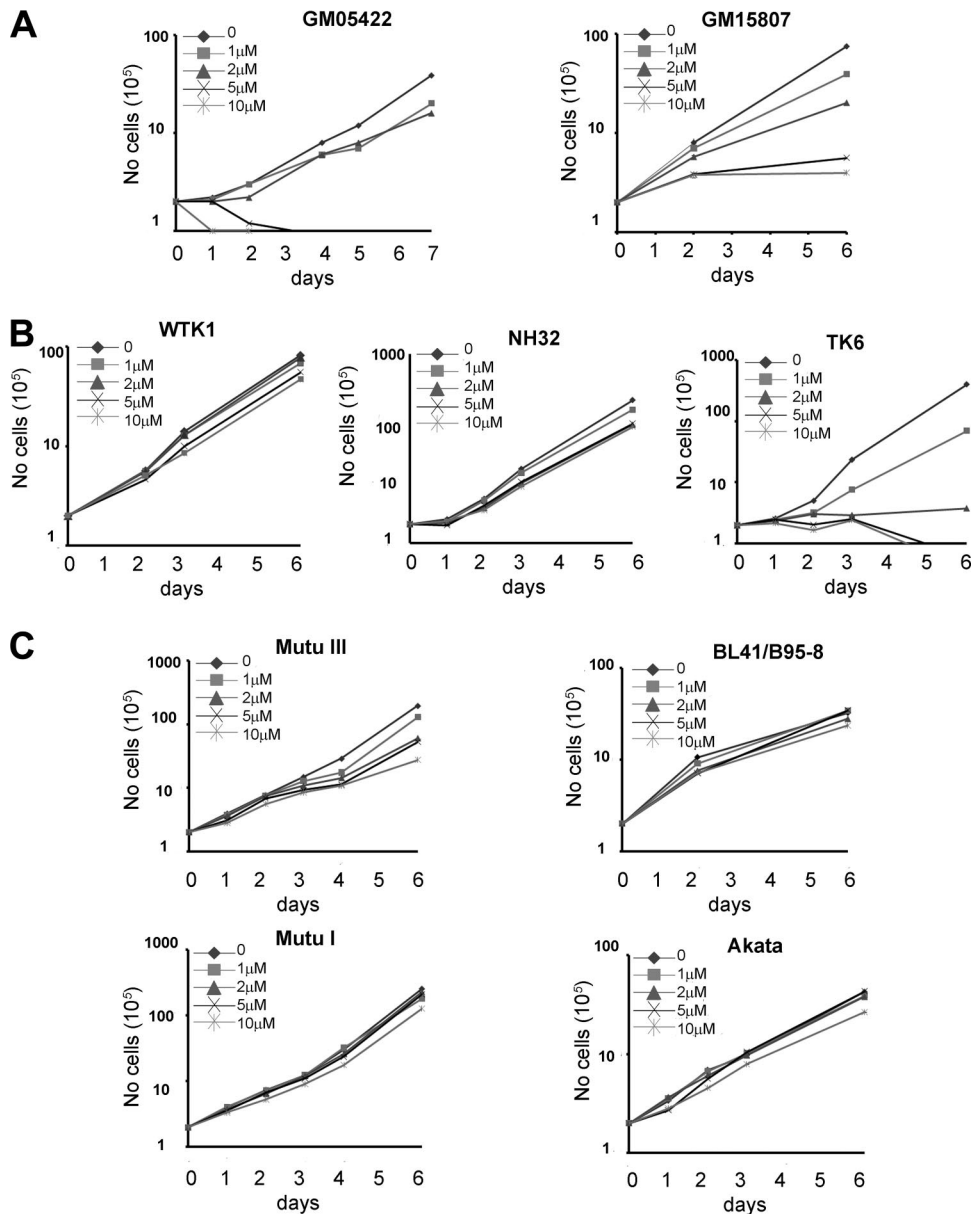 A
GM05422
No cells (10⁵)
100
10
1
0
1μM
2μM
5μM
10μM
0 1 2 3 4 5 6 7
days
GM15807
No cells (10⁵)
100
10
1
0
1μM
2μM
5μM
10μM
0 1 2 3 4 5 6
days
B
WTK1
No cells (10⁵)
100
10
1
0
1μM
2μM
5μM
10μM
0 1 2 3 4 5 6
days
NH32
No cells (10⁵)
1000
100
10
1
0
1μM
2μM
5μM
10μM
0 1 2 3 4 5 6
days
TK6
No cells (10⁵)
1000
100
10
1
0
1μM
2μM
5μM
10μM
0 1 2 3 4 5 6
days
C
Mutu III
No cells (10⁵)
1000
100
10
1
0
1μM
2μM
5μM
10μM
0 1 2 3 4 5 6
days
BL41/B95-8
No cells (10⁵)
100
10
1
0
1μM
2μM
5μM
10μM
0 1 2 3 4 5 6
days
Mutu I
No cells (10⁵)
1000
100
10
1
0
1μM
2μM
5μM
10μM
0 1 2 3 4 5 6
days
Akata
No cells (10⁵)
100
10
1
0
1μM
2μM
5μM
10μM
0 1 2 3 4 5 6
days